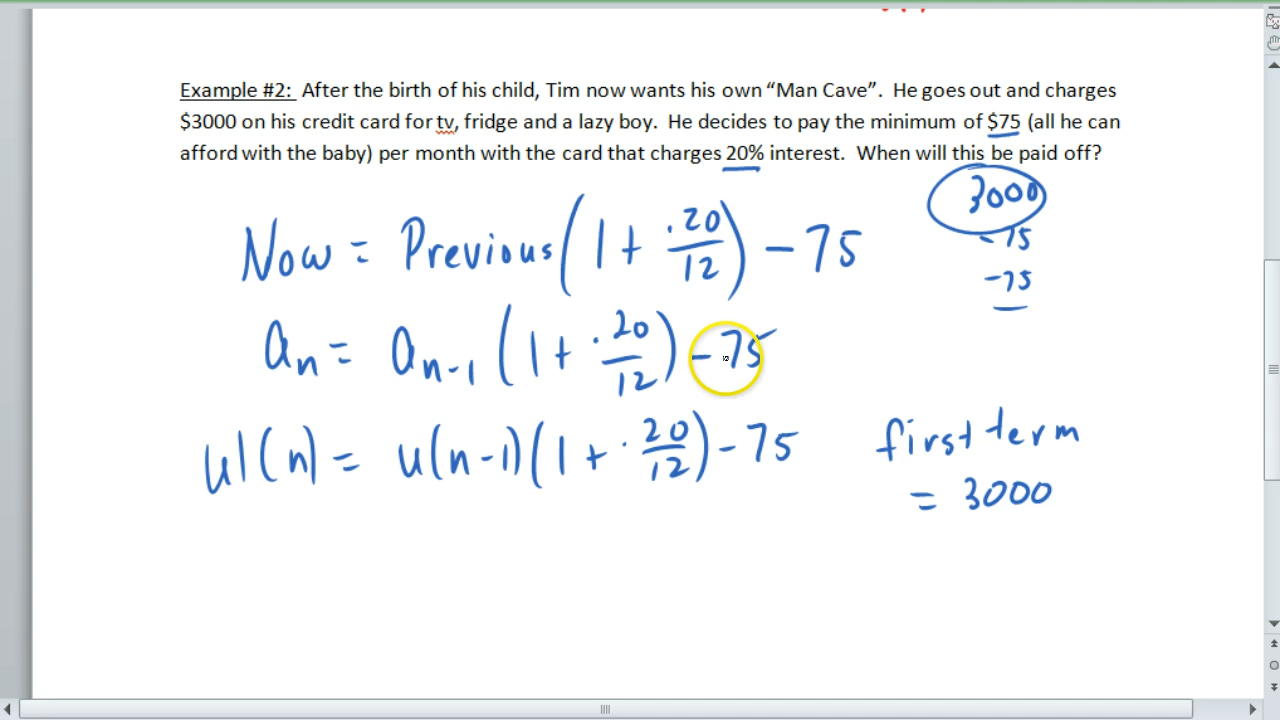 Example #2: After the birth of his child, Tim now wants his own “Man Cave”. He goes out and charges
$3000 on his credit card for tv, fridge and a lazy boy. He decides to pay the minimum of $75 (all he can
afford with the baby) per month with the card that charges 20% interest. When will this be paid off?
Now = Previous(1 + .20/12) - 75
3000
-75
-75
an = an-1 (1 + .20/12) - 75
u(n) = u(n-1)(1 + .20/12) - 75
first term
= 3000